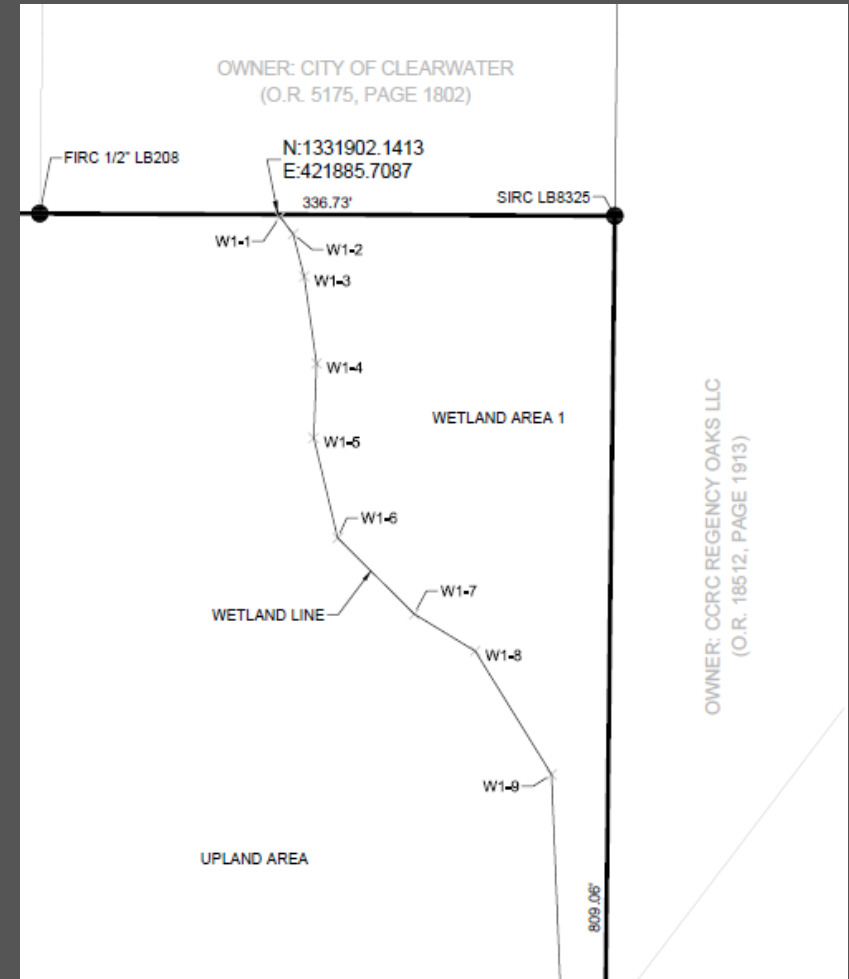 OWNER: CITY OF CLEARWATER
(O.R. 5175, PAGE 1802)
N:1331902.1413
E:421885.7087
FIRC 1/2" LB208
336.73'
SIRC LB8325
W1-1
W1-2
W1-3
W1-4
WETLAND AREA 1
W1-5
W1-6
W1-7
WETLAND LINE
W1-8
W1-9
OWNER: CCRC REGENCY OAKS LLC
(O.R. 18512, PAGE 1913)
UPLAND AREA
809.06'